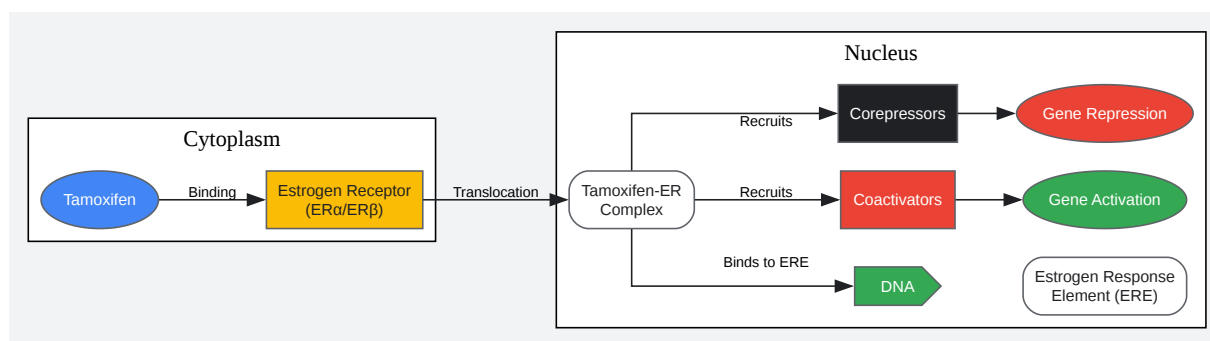 Nucleus
Recruits
Corepressors
Gene Repression
Cytoplasm
Tamoxifen
Binding
Estrogen Receptor
(ERα/ERβ)
Translocation
Tamoxifen-ER
Complex
Recruits
Coactivators
Gene Activation
Binds to ERE
DNA
Estrogen Response
Element (ERE)